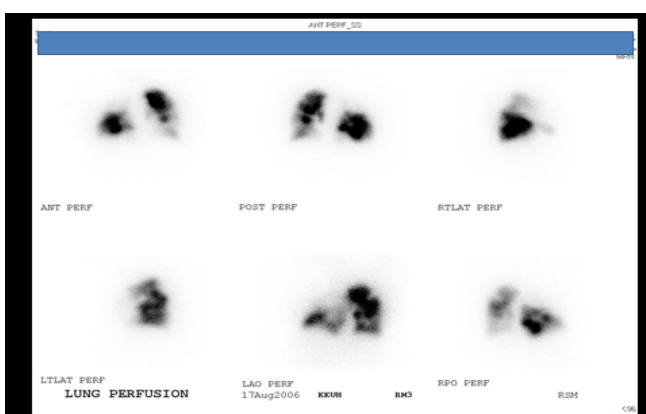 ANT PERF_SS
ANT PERF
POST PERF
RTLAT PERF
LTLAT PERF
LAO PERF
RPO PERF
LUNG PERFUSION
17Aug2006
KKUH
RM3
RSM